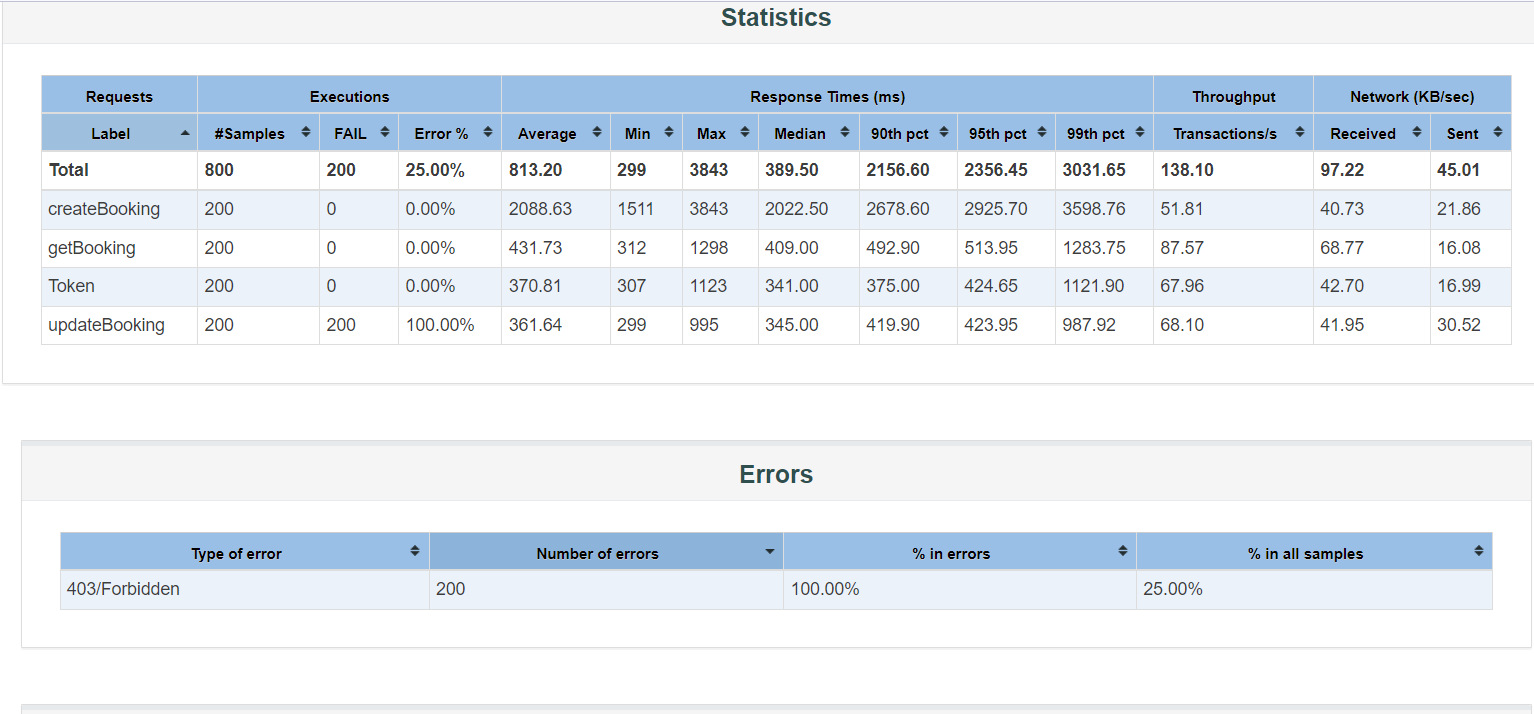 Statistics
Requests Executions Response Times (ms) Throughput Network (KB/sec)
Label #Samples FAIL Error % Average Min Max Median 90th pct 95th pct 99th pct Transactions/s Received Sent
Total 800 200 25.00% 813.20 299 3843 389.50 2156.60 2356.45 3031.65 138.10 97.22 45.01
createBooking 200 0 0.00% 2088.63 1511 3843 2022.50 2678.60 2925.70 3598.76 51.81 40.73 21.86
getBooking 200 0 0.00% 431.73 312 1298 409.00 492.90 513.95 1283.75 87.57 68.77 16.08
Token 200 0 0.00% 370.81 307 1123 341.00 375.00 424.65 1121.90 67.96 42.70 16.99
updateBooking 200 200 100.00% 361.64 299 995 345.00 419.90 423.95 987.92 68.10 41.95 30.52
Errors
Type of error Number of errors % in errors % in all samples
403/Forbidden 200 100.00% 25.00%